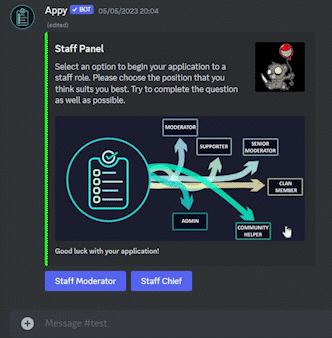 Appy ✓ BOT 05/05/2023 20:04
(edited)
Staff Panel
Select an option to begin your application to
a staff role. Please choose the position that you
think suits you best. Try to complete the question
as well as possible.
MODERATOR
SUPPORTER
SENIOR
MODERATOR
CLAN
MEMBER
ADMIN
COMMUNITY
HELPER
Good luck with your application!
Staff Moderator
Staff Chief
Message #test